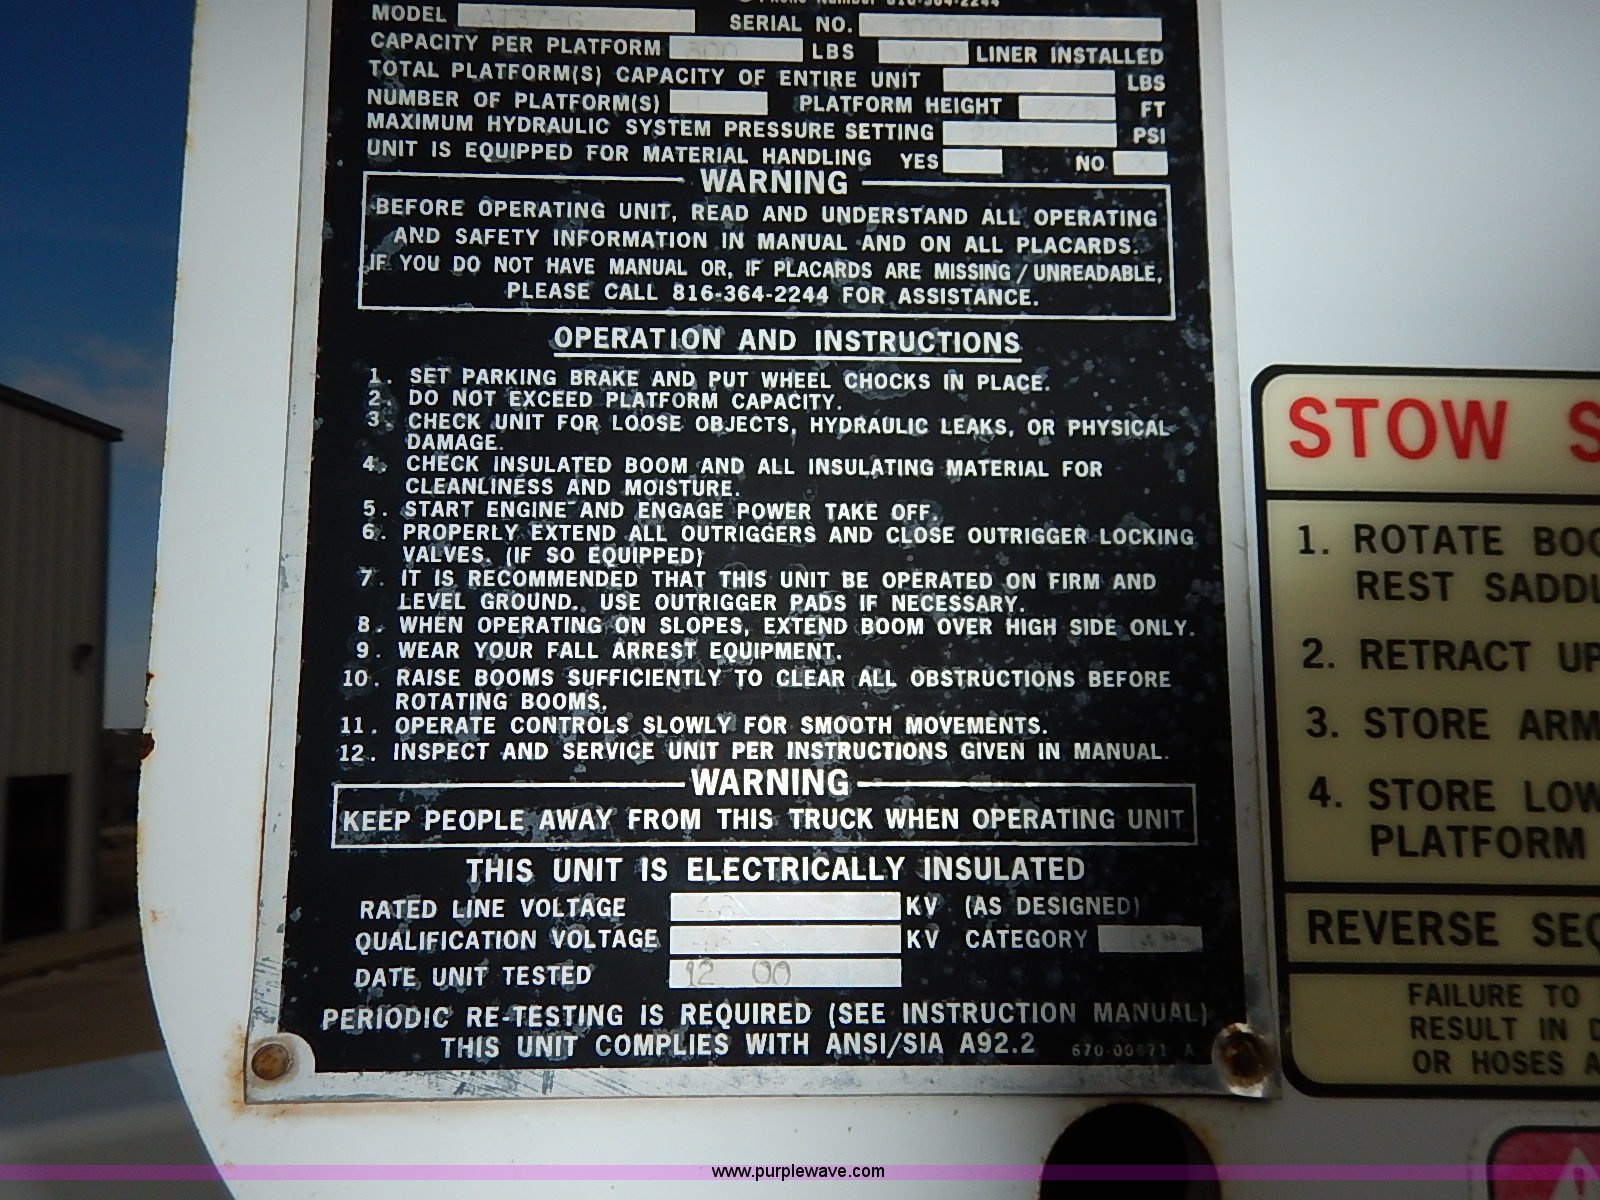 Phone Number 816-364-2244
MODEL AT37-G SERIAL NO.
CAPACITY PER PLATFORM 300 LBS W/O LINER INSTALLED
TOTAL PLATFORM(S) CAPACITY OF ENTIRE UNIT LBS
NUMBER OF PLATFORM(S) PLATFORM HEIGHT FT
MAXIMUM HYDRAULIC SYSTEM PRESSURE SETTING PSI
UNIT IS EQUIPPED FOR MATERIAL HANDLING YES NO
WARNING
BEFORE OPERATING UNIT, READ AND UNDERSTAND ALL OPERATING
AND SAFETY INFORMATION IN MANUAL AND ON ALL PLACARDS.
IF YOU DO NOT HAVE MANUAL OR, IF PLACARDS ARE MISSING/UNREADABLE,
PLEASE CALL 816-364-2244 FOR ASSISTANCE.
OPERATION AND INSTRUCTIONS
1. SET PARKING BRAKE AND PUT WHEEL CHOCKS IN PLACE.
2. DO NOT EXCEED PLATFORM CAPACITY.
3. CHECK UNIT FOR LOOSE OBJECTS, HYDRAULIC LEAKS, OR PHYSICAL
DAMAGE.
4. CHECK INSULATED BOOM AND ALL INSULATING MATERIAL FOR
CLEANLINESS AND MOISTURE.
5. START ENGINE AND ENGAGE POWER TAKE OFF.
6. PROPERLY EXTEND ALL OUTRIGGERS AND CLOSE OUTRIGGER LOCKING
VALVES. (IF SO EQUIPPED)
7. IT IS RECOMMENDED THAT THIS UNIT BE OPERATED ON FIRM AND
LEVEL GROUND. USE OUTRIGGER PADS IF NECESSARY.
8. WHEN OPERATING ON SLOPES, EXTEND BOOM OVER HIGH SIDE ONLY.
9. WEAR YOUR FALL ARREST EQUIPMENT.
10. RAISE BOOMS SUFFICIENTLY TO CLEAR ALL OBSTRUCTIONS BEFORE
ROTATING BOOMS.
11. OPERATE CONTROLS SLOWLY FOR SMOOTH MOVEMENTS.
12. INSPECT AND SERVICE UNIT PER INSTRUCTIONS GIVEN IN MANUAL.
WARNING
KEEP PEOPLE AWAY FROM THIS TRUCK WHEN OPERATING UNIT
THIS UNIT IS ELECTRICALLY INSULATED
RATED LINE VOLTAGE 46 KV (AS DESIGNED)
QUALIFICATION VOLTAGE 46 KV CATEGORY
DATE UNIT TESTED 12 00
PERIODIC RE-TESTING IS REQUIRED (SEE INSTRUCTION MANUAL)
THIS UNIT COMPLIES WITH ANSI/SIA A92.2 670-00671 A
STOW S
1. ROTATE BOO
REST SADDL
2. RETRACT UP
3. STORE ARM
4. STORE LOW
PLATFORM
REVERSE SEQ
FAILURE TO
RESULT IN D
OR HOSES A
www.purplewave.com